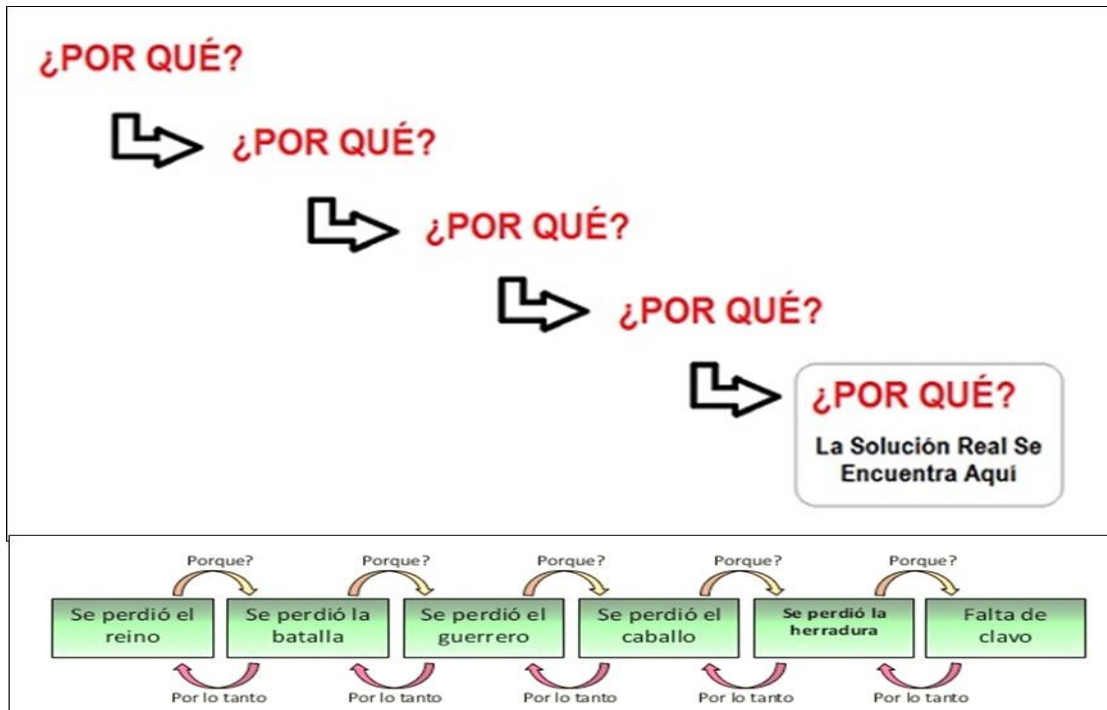 ¿POR QUÉ?
¿POR QUÉ?
¿POR QUÉ?
¿POR QUÉ?
¿POR QUÉ?
La Solución Real Se
Encuentra Aquí
Porque?
Porque?
Porque?
Porque?
Porque?
Se perdió el
reino
Se perdió la
batalla
Se perdió el
guerrero
Se perdió el
caballo
Se perdió la
herradura
Falta de
clavo
Por lo tanto
Por lo tanto
Por lo tanto
Por lo tanto
Por lo tanto